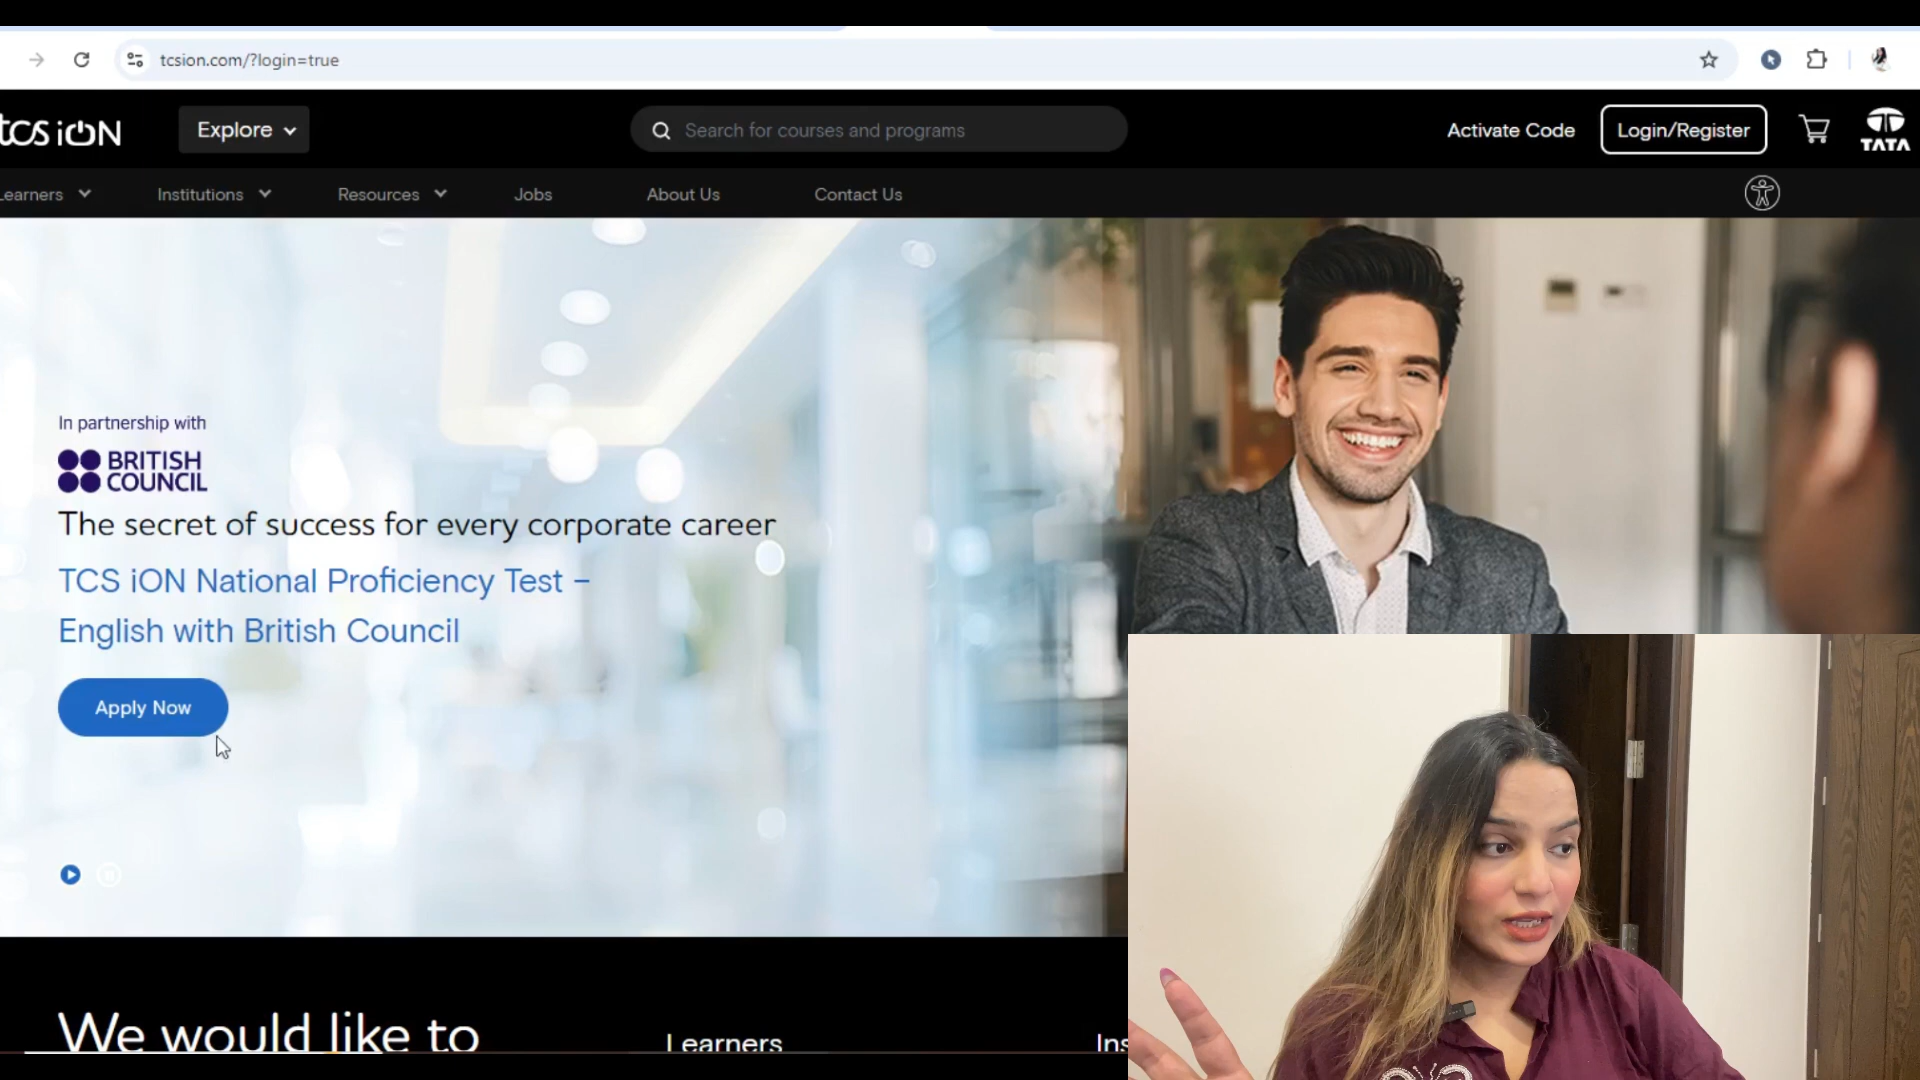 tcsion.com/?login=true
tcs iON
Explore
Search for courses and programs
Activate Code
Login/Register
TATA
Learners
Institutions
Resources
Jobs
About Us
Contact Us
In partnership with
BRITISH
COUNCIL
The secret of success for every corporate career
TCS iON National Proficiency Test –
English with British Council
Apply Now
We would like to
Learners
Ins